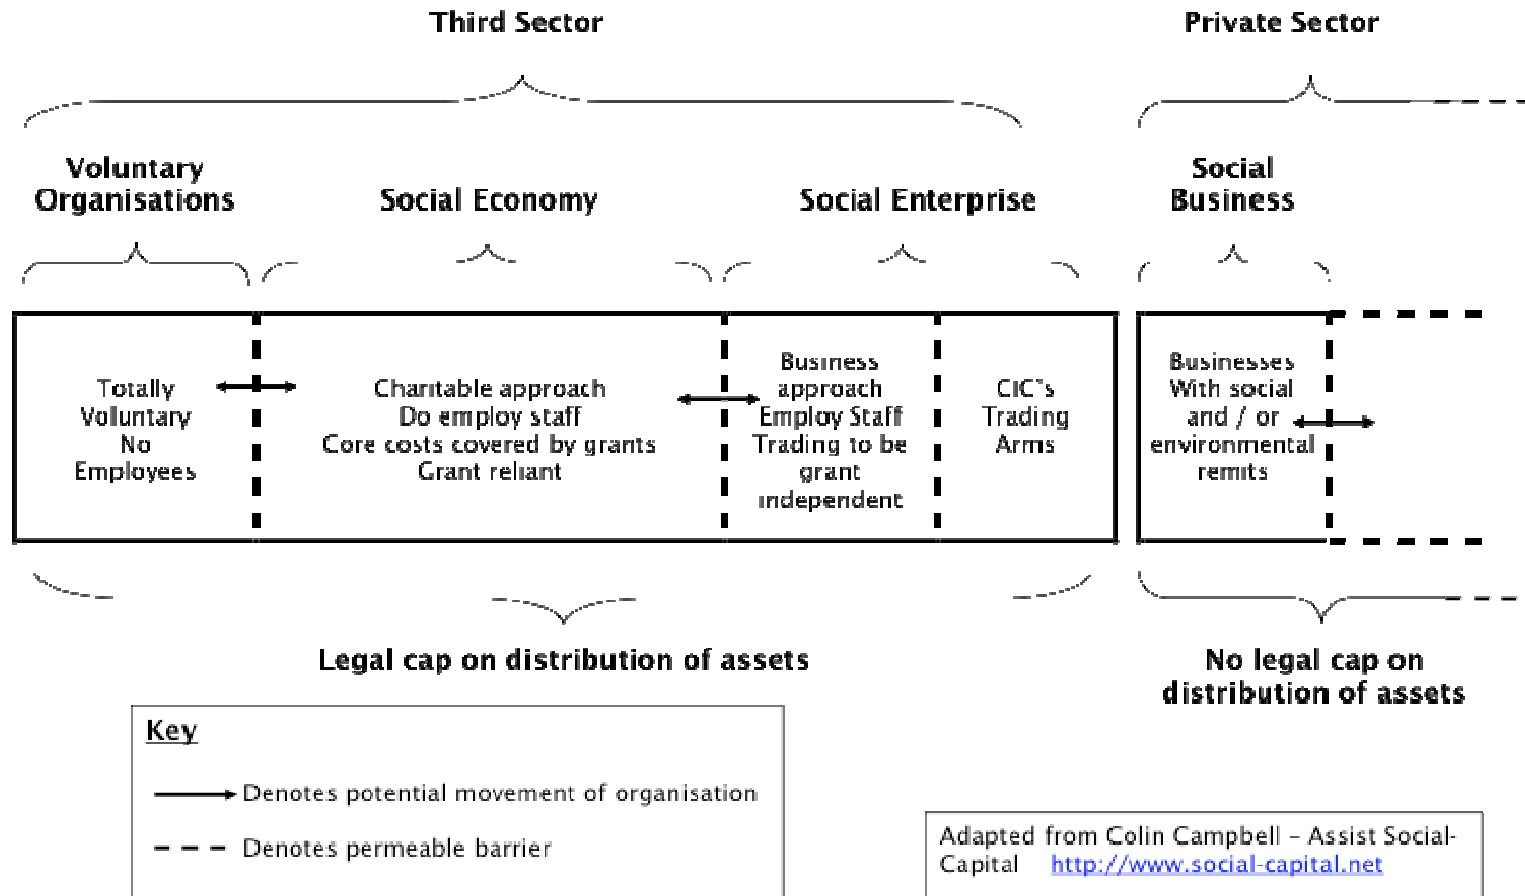 Third Sector
Private Sector
Voluntary
Organisations
Social Economy
Social Enterprise
Social
Business
Totally
Voluntary
No
Employees
Charitable approach
Do employ staff
Core costs covered by grants
Grant reliant
Business
approach
Employ Staff
Trading to be
grant
independent
CIC's
Trading
Arms
Businesses
With social
and / or
environmental
remits
Legal cap on distribution of assets
No legal cap on
distribution of assets
Key
Denotes potential movement of organisation
Denotes permeable barrier
Adapted from Colin Campbell – Assist Social-
Capital http://www.social-capital.net